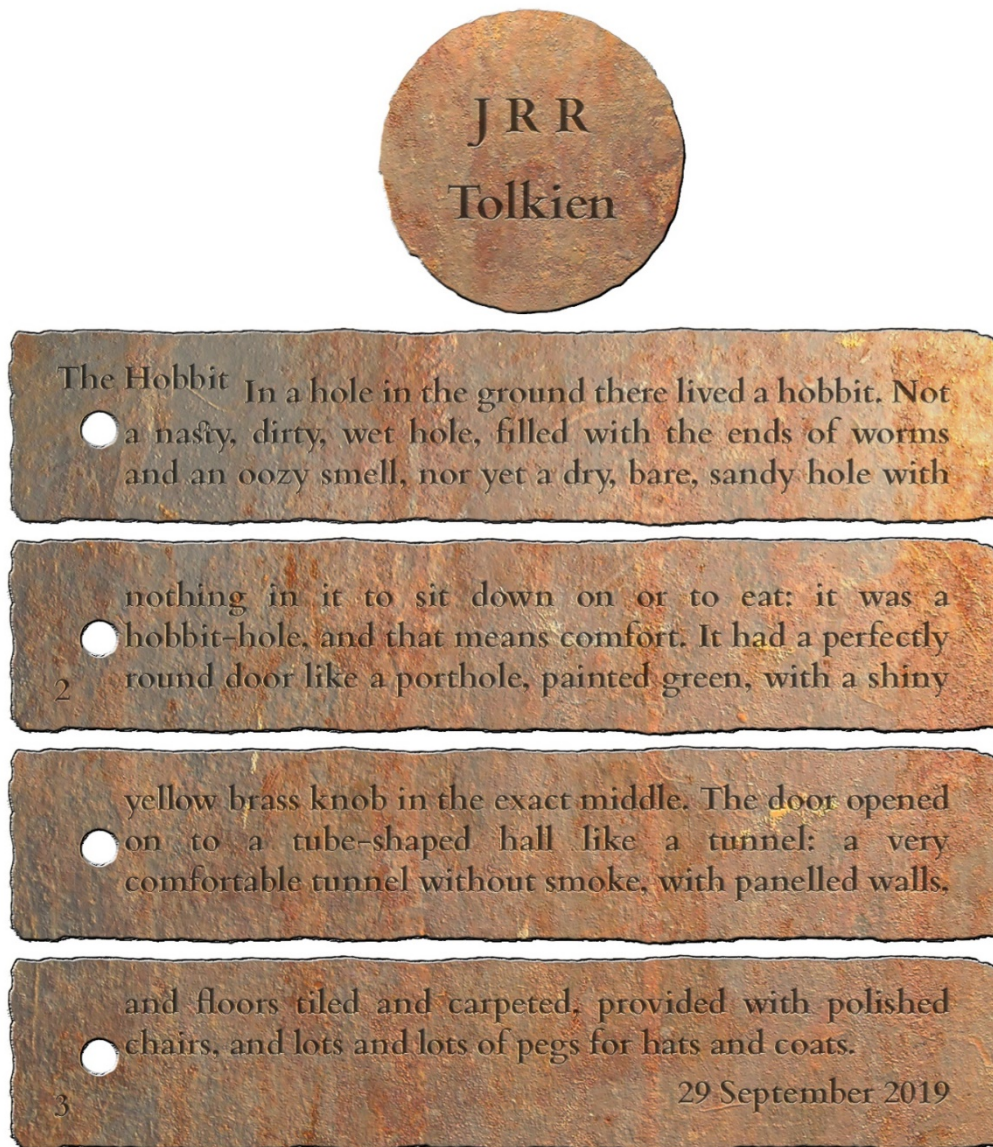 J R R
Tolkien
The Hobbit In a hole in the ground there lived a hobbit. Not
a nasty, dirty, wet hole, filled with the ends of worms
and an oozy smell, nor yet a dry, bare, sandy hole with
nothing in it to sit down on or to eat: it was a
hobbit-hole, and that means comfort. It had a perfectly
round door like a porthole, painted green, with a shiny
2
yellow brass knob in the exact middle. The door opened
on to a tube-shaped hall like a tunnel: a very
comfortable tunnel without smoke, with panelled walls,
and floors tiled and carpeted, provided with polished
chairs, and lots and lots of pegs for hats and coats.
29 September 2019
3